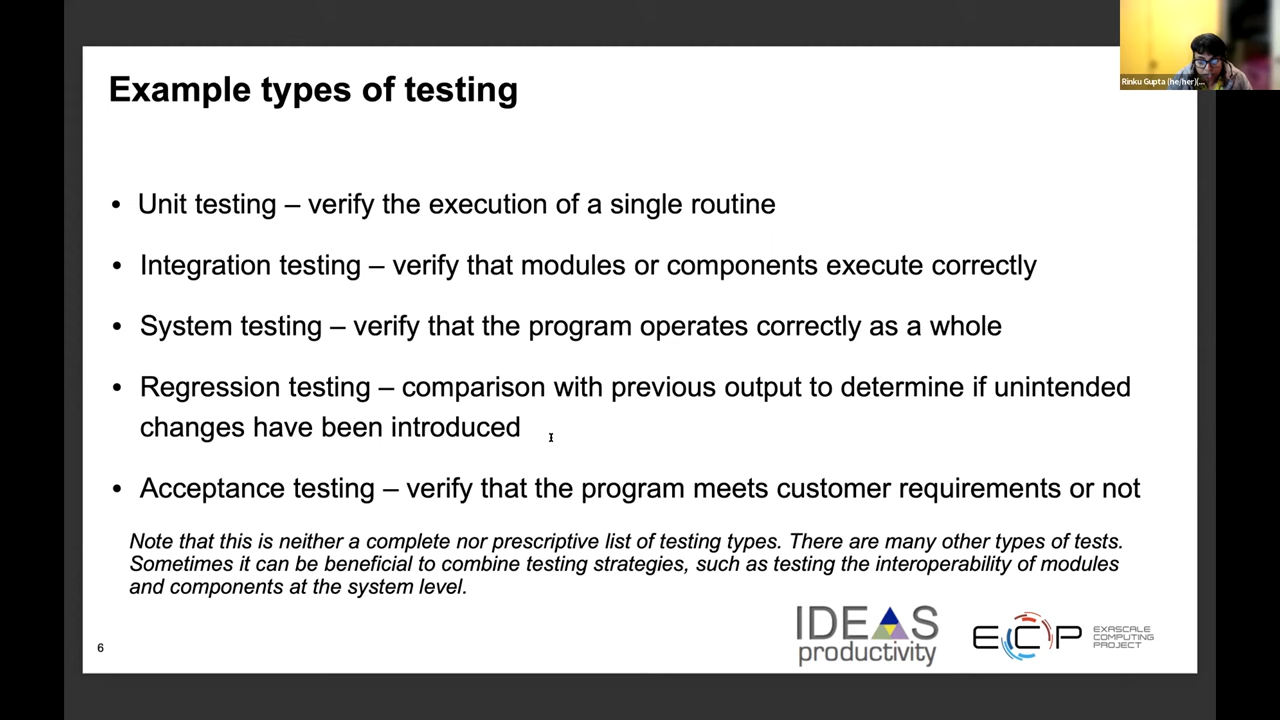 Example types of testing
Rinku Gupta (he/her)(...
• Unit testing – verify the execution of a single routine
• Integration testing – verify that modules or components execute correctly
• System testing – verify that the program operates correctly as a whole
• Regression testing – comparison with previous output to determine if unintended
changes have been introduced
• Acceptance testing – verify that the program meets customer requirements or not
Note that this is neither a complete nor prescriptive list of testing types. There are many other types of tests.
Sometimes it can be beneficial to combine testing strategies, such as testing the interoperability of modules
and components at the system level.
6
IDEAS
productivity
ECP
EXASCALE
COMPUTING
PROJECT